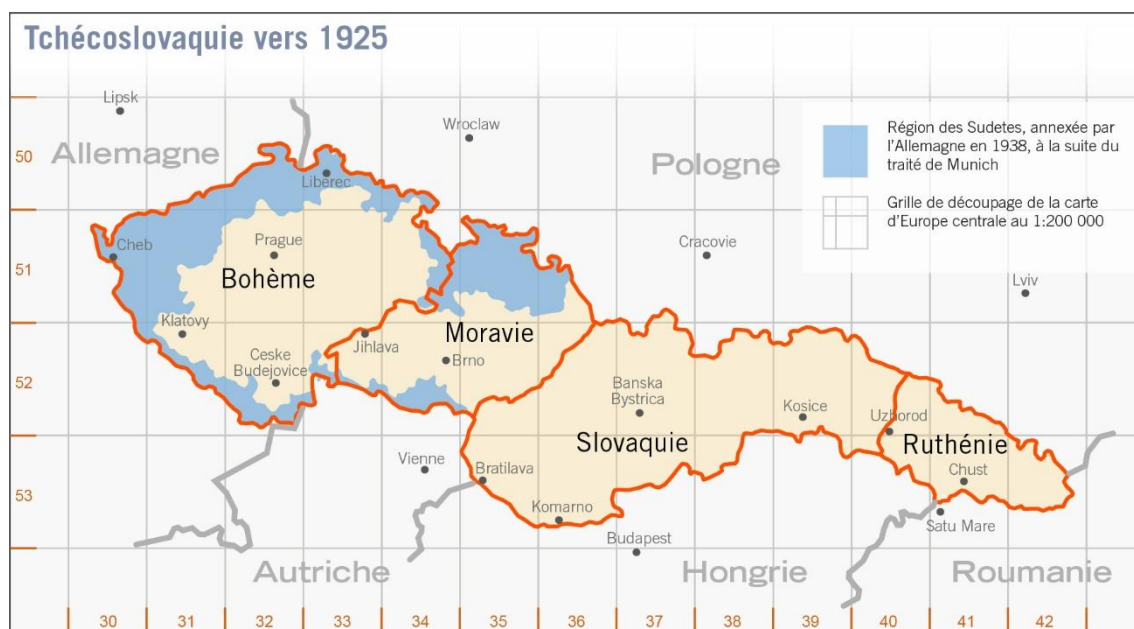 Tchécoslovaquie vers 1925
Lipsk
Wroclaw
Allemagne
Pologne
Région des Sudetes, annexée par
l'Allemagne en 1938, à la suite du
traité de Munich
Grille de découpage de la carte
d'Europe centrale au 1:200 000
50
Liberec
Cheb
Prague
Cracovie
51
Bohème
Lviv
Klatovy
Jihlava
Moravie
Brno
Ceske
Budejovice
52
Banska
Bystrica
Kosice
Uzhorod
Slovaquie
Ruthénie
Vienne
Bratilava
Chust
53
Komarno
Satu Mare
Budapest
Autriche
Hongrie
Roumanie
30
31
32
33
34
35
36
37
38
39
40
41
42